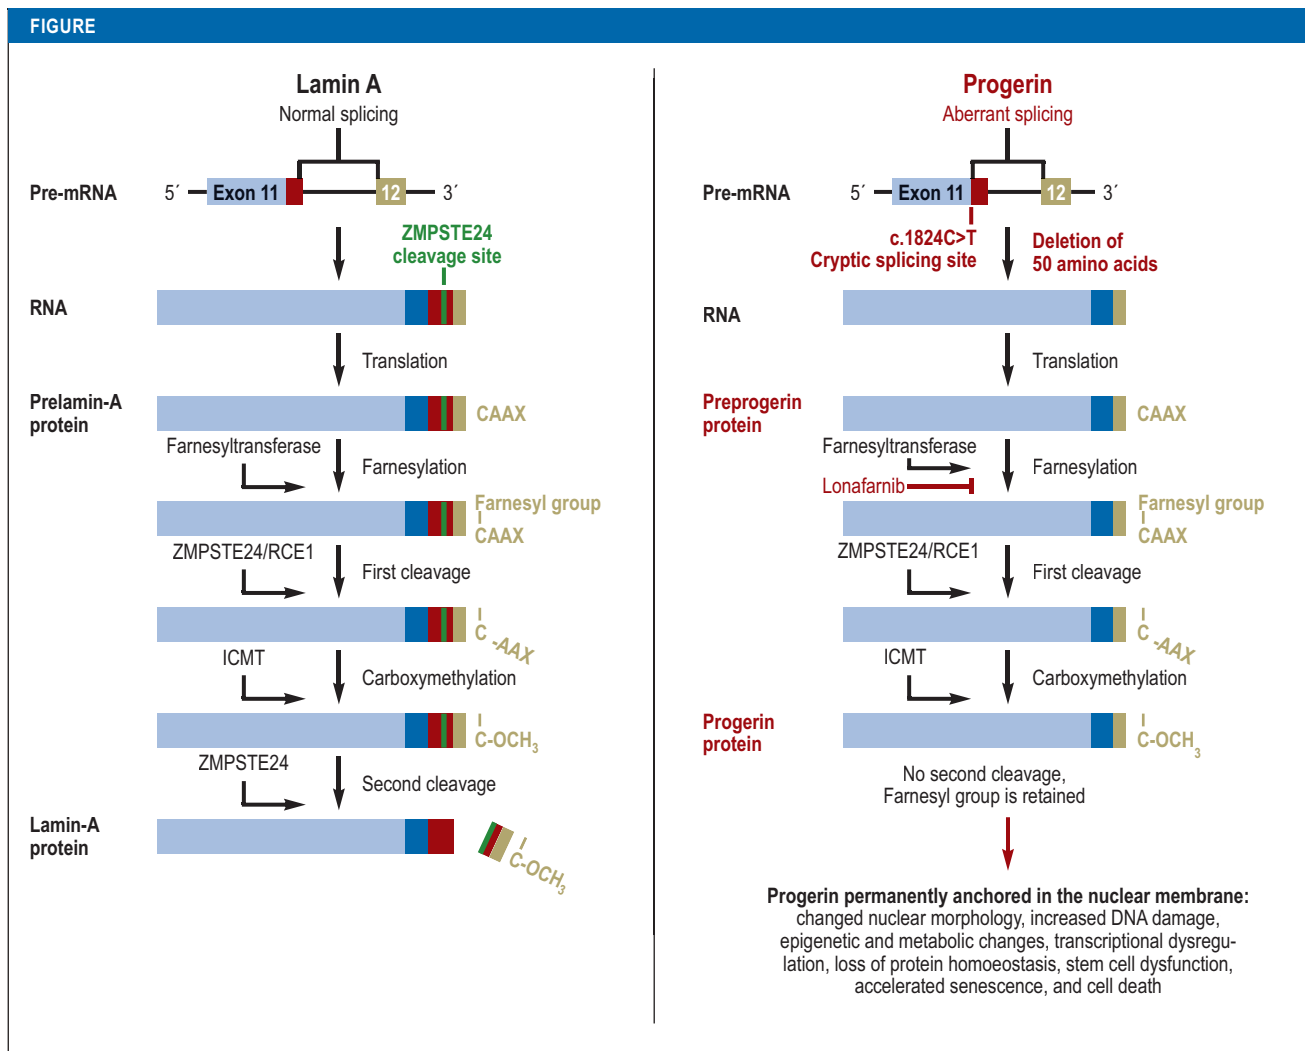 FIGURE
Lamin A
Normal splicing
Pre-mRNA
5´
Exon 11
12
3´
ZMPSTE24
cleavage site
RNA
Translation
Prelamin-A
protein
CAAX
Farnesyltransferase
Farnesylation
Farnesyl group
CAAX
ZMPSTE24/RCE1
First cleavage
C
-AAX
ICMT
Carboxymethylation
C-OCH3
ZMPSTE24
Second cleavage
Lamin-A
protein
C-OCH3
Progerin
Aberrant splicing
Pre-mRNA
5´
Exon 11
12
3´
c.1824C>T
Cryptic splicing site
Deletion of
50 amino acids
RNA
Translation
Preprogerin
protein
CAAX
Farnesyltransferase
Farnesylation
Lonafarnib
Farnesyl group
CAAX
ZMPSTE24/RCE1
First cleavage
C
-AAX
ICMT
Carboxymethylation
Progerin
protein
C-OCH3
No second cleavage,
Farnesyl group is retained
Progerin permanently anchored in the nuclear membrane:
changed nuclear morphology, increased DNA damage,
epigenetic and metabolic changes, transcriptional dysregu-
lation, loss of protein homoeostasis, stem cell dysfunction,
accelerated senescence, and cell death